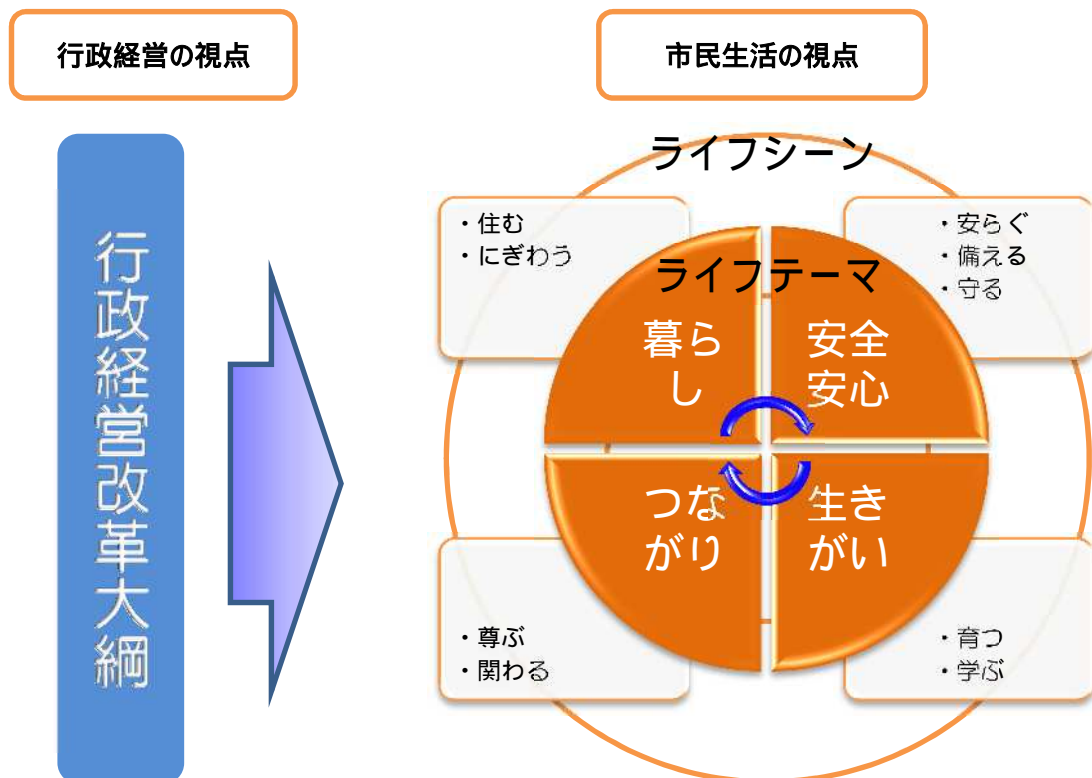 行政経営の視点
市民生活の視点
行政経営改革大綱
ライフシーン
・住む
・にぎわう
・安らぐ
・備える
・守る
ライフテーマ
暮ら
し
安全
安心
つな
がり
生き
がい
・尊ぶ
・関わる
・育つ
・学ぶ